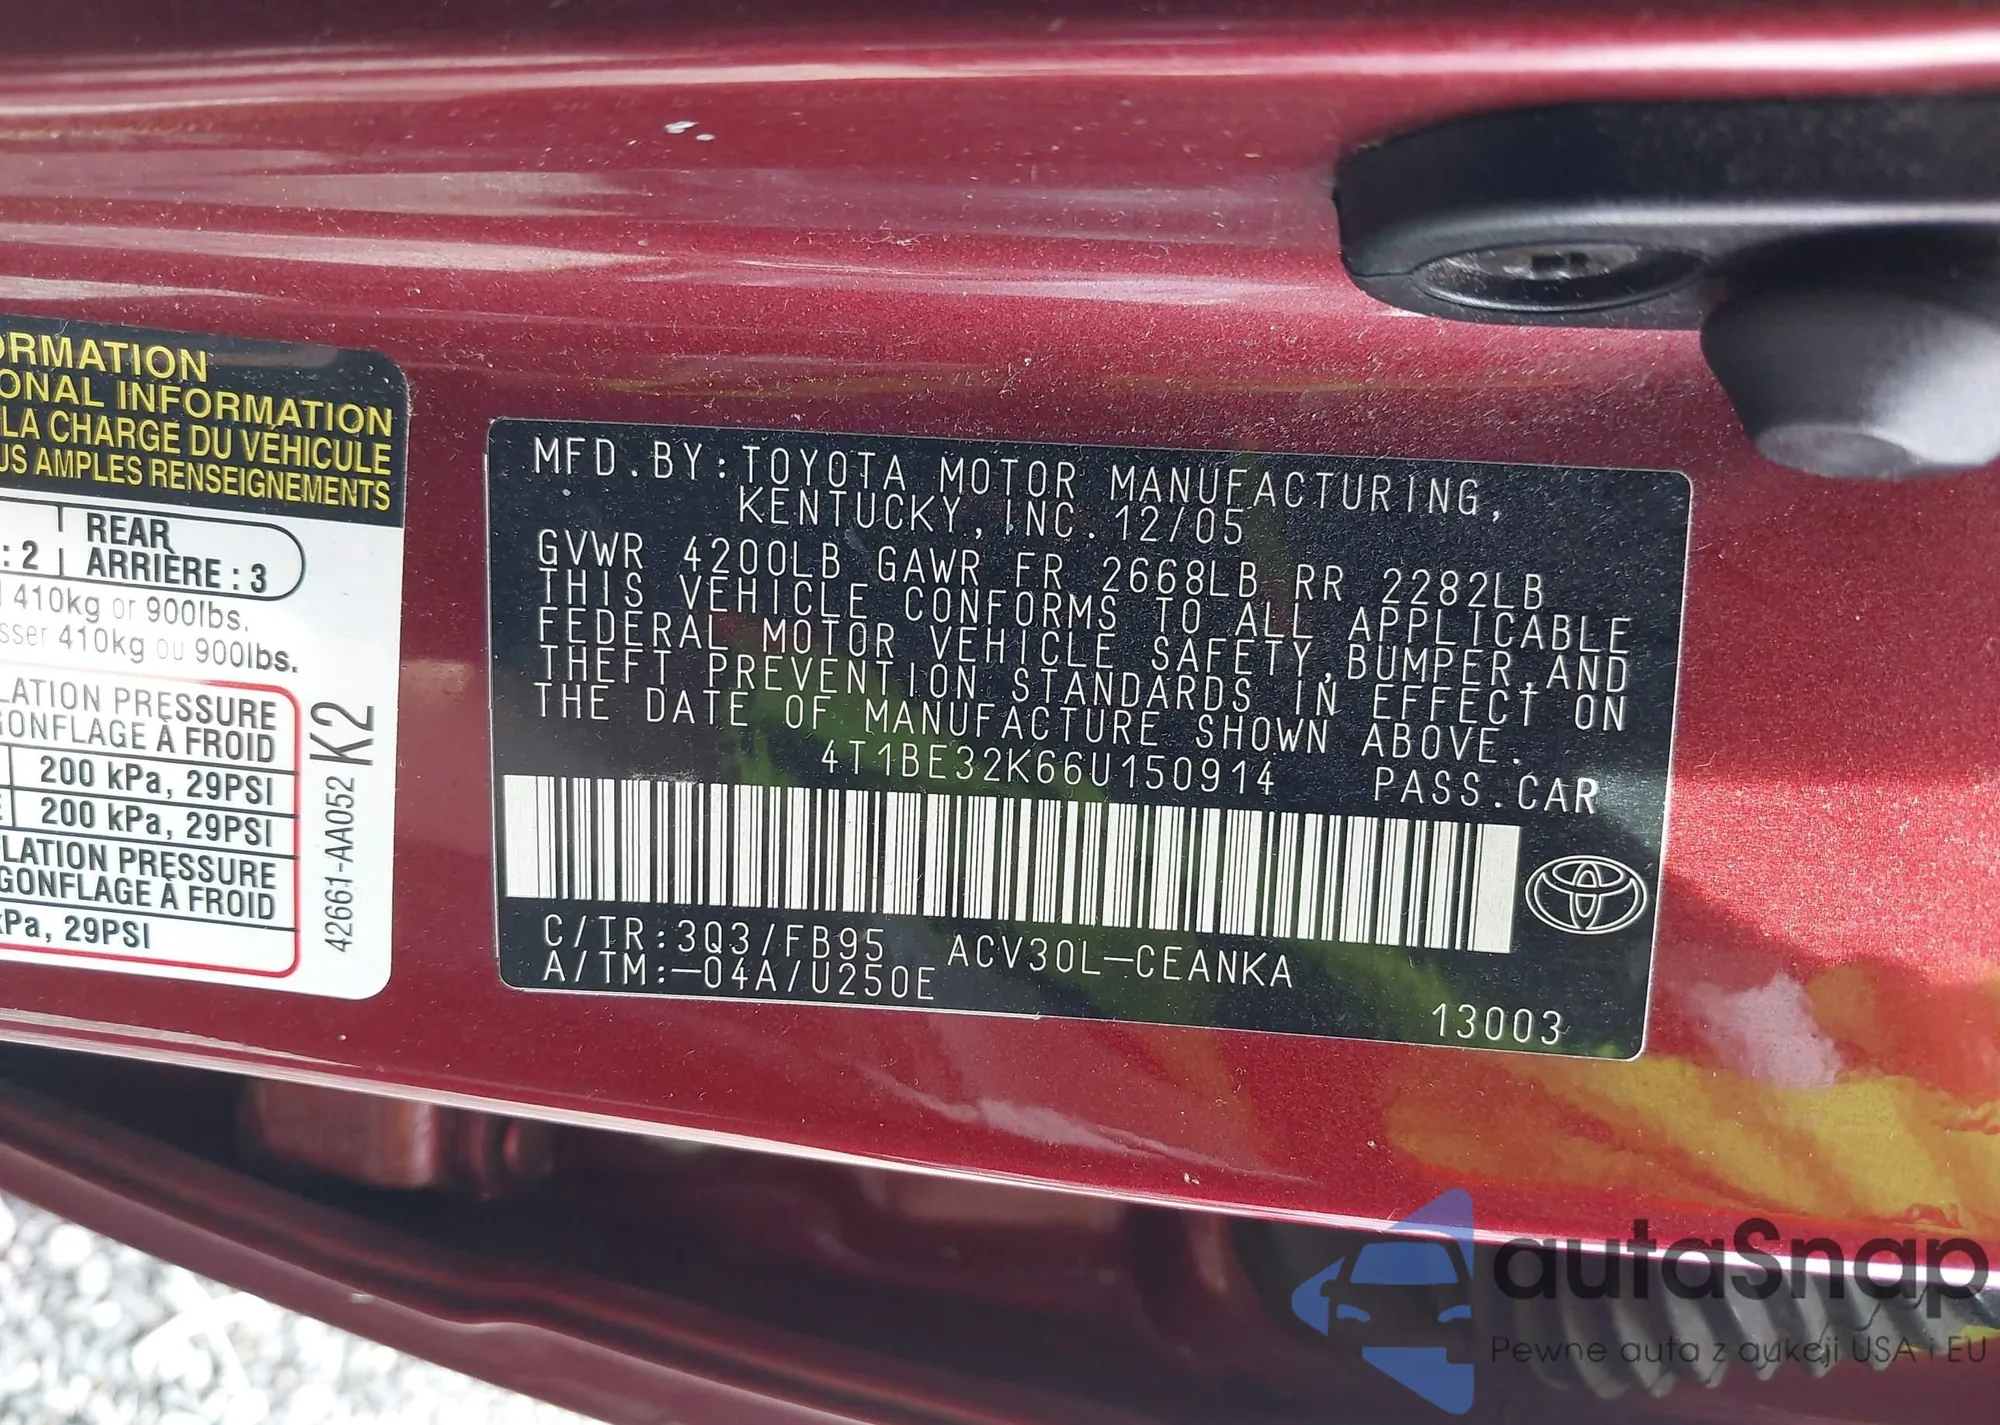 ORMATION
ONAL INFORMATION
LA CHARGE DU VÉHICULE
US AMPLES RENSEIGNEMENTS
REAR
: 2 ARRIÈRE : 3
410kg or 900lbs.
sser 410kg ou 900lbs.
LATION PRESSURE
GONFLAGE À FROID
200 kPa, 29PSI
200 kPa, 29PSI
LATION PRESSURE
GONFLAGE À FROID
kPa, 29PSI
42661-AA052 K2
MFD.BY:TOYOTA MOTOR MANUFACTURING,
KENTUCKY,INC.12/05
GVWR 4200LB GAWR FR 2668LB RR 2282LB
THIS VEHICLE CONFORMS TO ALL APPLICABLE
FEDERAL MOTOR VEHICLE SAFETY,BUMPER,AND
THEFT PREVENTION STANDARDS IN EFFECT ON
THE DATE OF MANUFACTURE SHOWN ABOVE.
4T1BE32K66U150914 PASS.CAR
C/TR:3Q3/FB95 ACV30L-CEANKA
A/TM:-04A/U250E
13003
autaSnap
Pewne auta z aukcji USA i EU